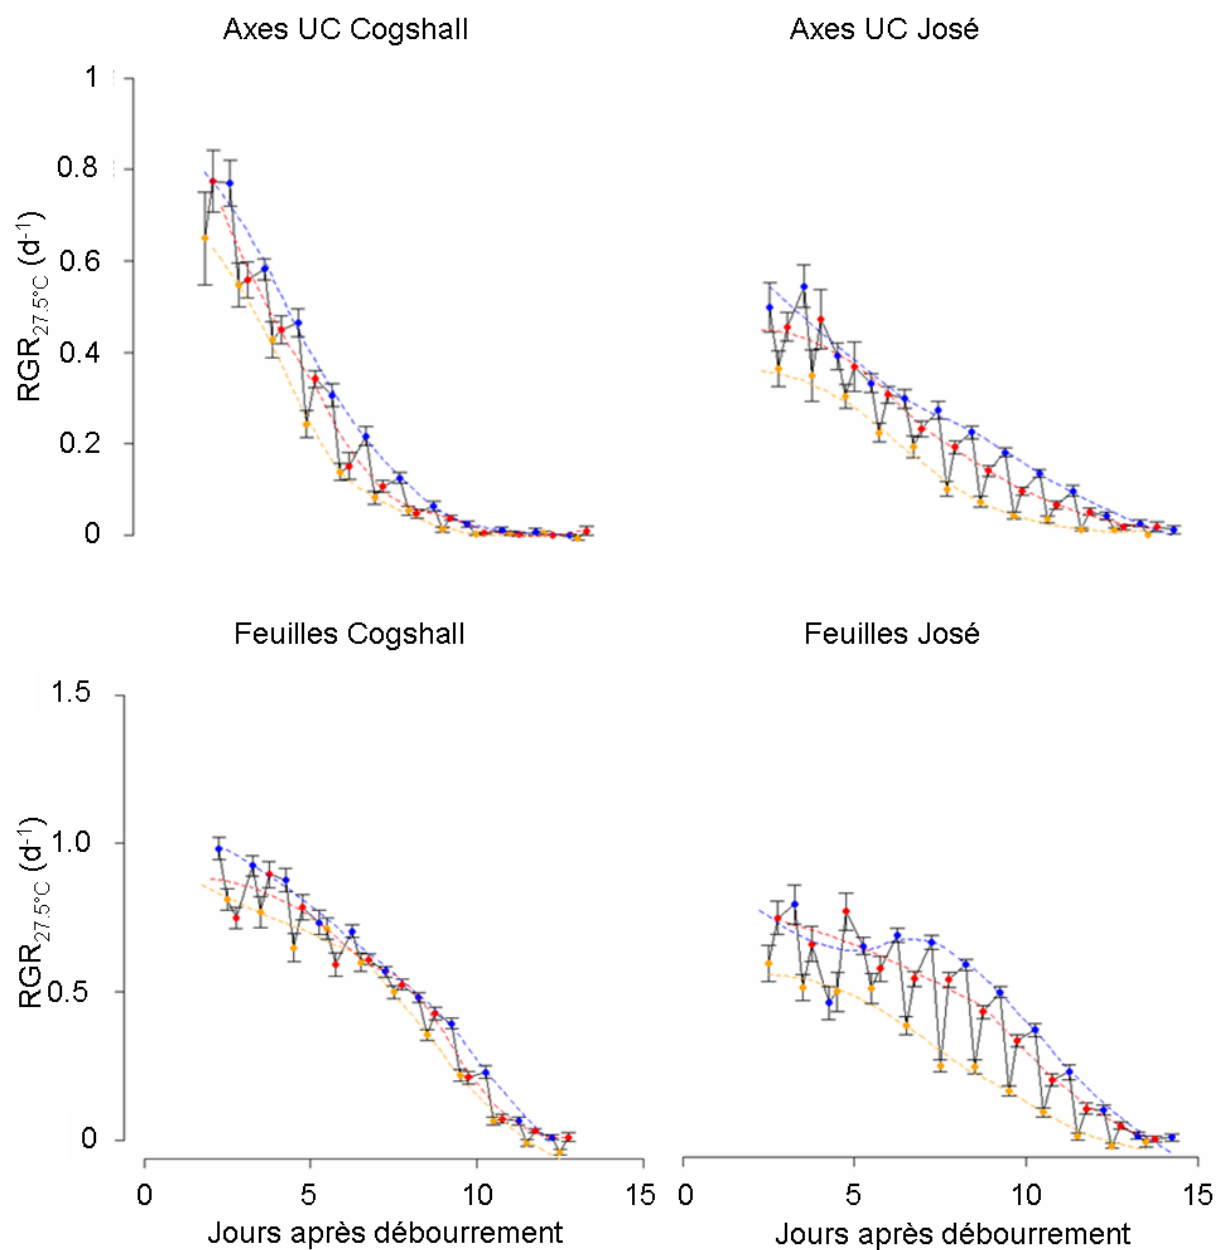 Axes UC Cogshall
Axes UC José
1
0.8
0.6
0.4
0.2
0
RGR27.5°C (d-1)
Feuilles Cogshall
Feuilles José
1.5
1.0
0.5
0
RGR27.5°C (d-1)
0 5 10 15
0 5 10 15
Jours après débourrement
Jours après débourrement